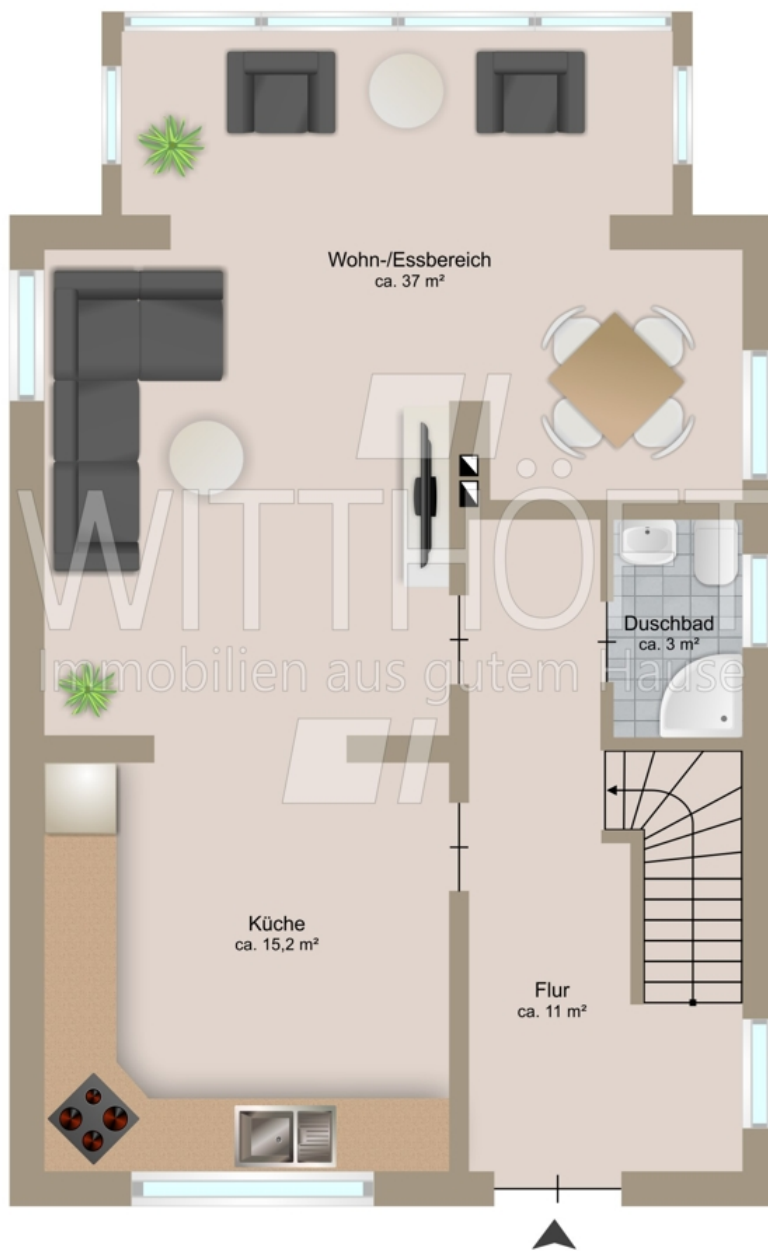 Wohn-/Essbereich
ca. 37 m²
WITTHÖFT
Immobilien aus gutem Hause
Duschbad
ca. 3 m²
Küche
ca. 15,2 m²
Flur
ca. 11 m²